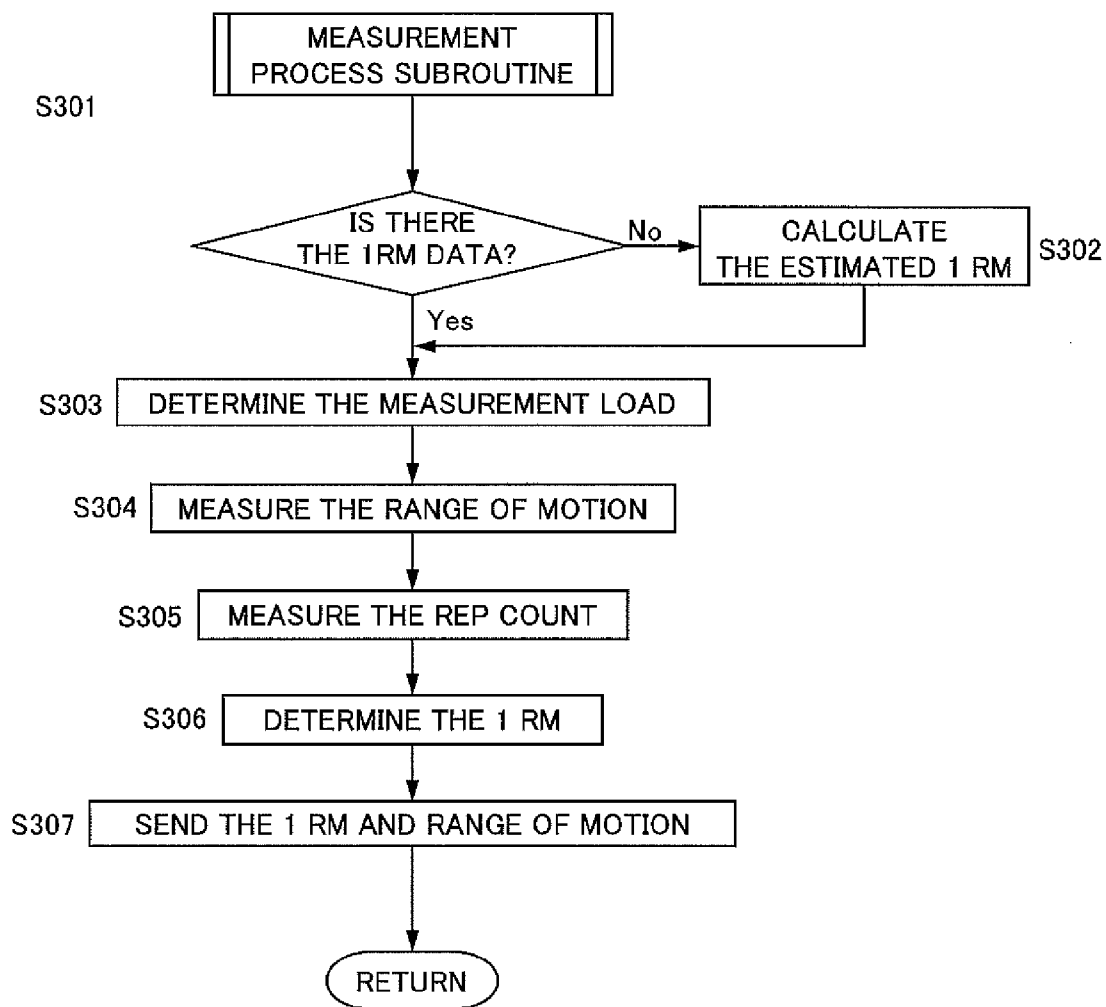 MEASUREMENT
PROCESS SUBROUTINE
S301
IS THERE
THE 1RM DATA?
No
CALCULATE
THE ESTIMATED 1 RM
S302
Yes
S303
DETERMINE THE MEASUREMENT LOAD
S304
MEASURE THE RANGE OF MOTION
S305
MEASURE THE REP COUNT
S306
DETERMINE THE 1 RM
S307
SEND THE 1 RM AND RANGE OF MOTION
RETURN